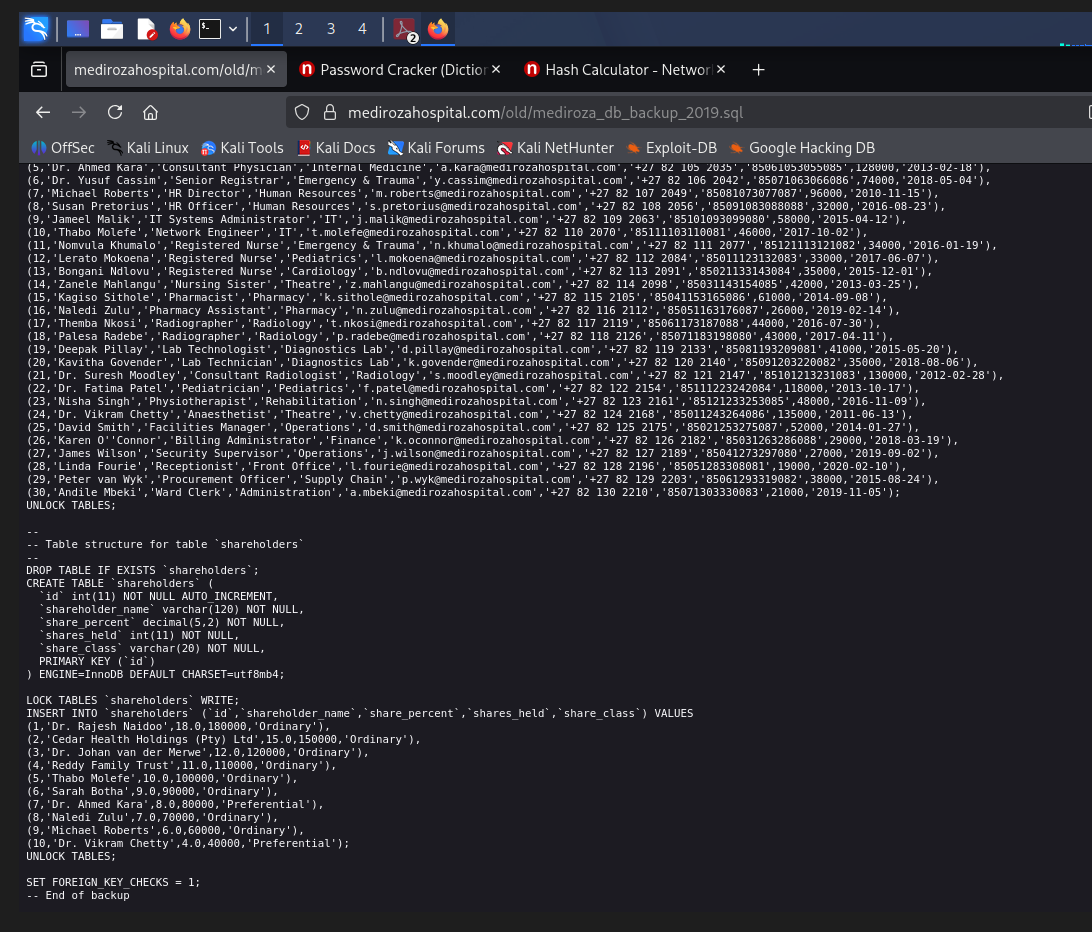 1 2 3 4 2
medirozahospital.com/old/m
Password Cracker (Diction
Hash Calculator - Networ
medirozahospital.com/old/mediroza_db_backup_2019.sql
OffSec Kali Linux Kali Tools Kali Docs Kali Forums Kali NetHunter Exploit-DB Google Hacking DB
(5,'Dr. Ahmed Kara','Consultant Physician','Internal Medicine','a.kara@medirozahospital.com','+27 82 105 2035','85061053055085',128000,'2013-02-18'),
(6,'Dr. Yusuf Cassim','Senior Registrar','Emergency & Trauma','y.cassim@medirozahospital.com','+27 82 106 2042','85071063066086',74000,'2018-05-04'),
(7,'Michael Roberts','HR Director','Human Resources','m.roberts@medirozahospital.com','+27 82 107 2049','85081073077087',96000,'2010-11-15'),
(8,'Susan Pretorius','HR Officer','Human Resources','s.pretorius@medirozahospital.com','+27 82 108 2056','85091083088088',32000,'2016-08-23'),
(9,'Jameel Malik','IT Systems Administrator','IT','j.malik@medirozahospital.com','+27 82 109 2063','85101093099080',58000,'2015-04-12'),
(10,'Thabo Molefe','Network Engineer','IT','t.molefe@medirozahospital.com','+27 82 110 2070','85111103110081',46000,'2017-10-02'),
(11,'Nomvula Khumalo','Registered Nurse','Emergency & Trauma','n.khumalo@medirozahospital.com','+27 82 111 2077','85121113121082',34000,'2016-01-19'),
(12,'Lerato Mokoena','Registered Nurse','Pediatrics','l.mokoena@medirozahospital.com','+27 82 112 2084','85011123132083',33000,'2017-06-07'),
(13,'Bongani Ndlovu','Registered Nurse','Cardiology','b.ndlovu@medirozahospital.com','+27 82 113 2091','85021133143084',35000,'2015-12-01'),
(14,'Zanele Mahlangu','Nursing Sister','Theatre','z.mahlangu@medirozahospital.com','+27 82 114 2098','85031143154085',42000,'2013-03-25'),
(15,'Kagiso Sithole','Pharmacist','Pharmacy','k.sithole@medirozahospital.com','+27 82 115 2105','85041153165086',61000,'2014-09-08'),
(16,'Naledi Zulu','Pharmacy Assistant','Pharmacy','n.zulu@medirozahospital.com','+27 82 116 2112','85051163176087',26000,'2019-02-14'),
(17,'Themba Nkosi','Radiographer','Radiology','t.nkosi@medirozahospital.com','+27 82 117 2119','85061173187088',44000,'2016-07-30'),
(18,'Palesa Radebe','Radiographer','Radiology','p.radebe@medirozahospital.com','+27 82 118 2126','85071183198080',43000,'2017-04-11'),
(19,'Deepak Pillay','Lab Technologist','Diagnostics Lab','d.pillay@medirozahospital.com','+27 82 119 2133','85081193209081',41000,'2015-05-20'),
(20,'Kavitha Govender','Lab Technician','Diagnostics Lab','k.govender@medirozahospital.com','+27 82 120 2140','85091203220082',35000,'2018-08-06'),
(21,'Dr. Suresh Moodley','Consultant Radiologist','Radiology','s.moodley@medirozahospital.com','+27 82 121 2147','85101213231083',130000,'2012-02-28'),
(22,'Dr. Fatima Patel','Pediatrician','Pediatrics','f.patel@medirozahospital.com','+27 82 122 2154','85111223242084',118000,'2013-10-17'),
(23,'Nisha Singh','Physiotherapist','Rehabilitation','n.singh@medirozahospital.com','+27 82 123 2161','85121233253085',48000,'2016-11-09'),
(24,'Dr. Vikram Chetty','Anaesthetist','Theatre','v.chetty@medirozahospital.com','+27 82 124 2168','85011243264086',135000,'2011-06-13'),
(25,'David Smith','Facilities Manager','Operations','d.smith@medirozahospital.com','+27 82 125 2175','85021253275087',52000,'2014-01-27'),
(26,'Karen O''Connor','Billing Administrator','Finance','k.oconnor@medirozahospital.com','+27 82 126 2182','85031263286088',29000,'2018-03-19'),
(27,'James Wilson','Security Supervisor','Operations','j.wilson@medirozahospital.com','+27 82 127 2189','85041273297080',27000,'2019-09-02'),
(28,'Linda Fourie','Receptionist','Front Office','l.fourie@medirozahospital.com','+27 82 128 2196','85051283308081',19000,'2020-02-10'),
(29,'Peter van Wyk','Procurement Officer','Supply Chain','p.wyk@medirozahospital.com','+27 82 129 2203','85061293319082',38000,'2015-08-24'),
(30,'Andile Mbeki','Ward Clerk','Administration','a.mbeki@medirozahospital.com','+27 82 130 2210','85071303330083',21000,'2019-11-05');
UNLOCK TABLES;
--
-- Table structure for table `shareholders`
--
DROP TABLE IF EXISTS `shareholders`;
CREATE TABLE `shareholders` (
`id` int(11) NOT NULL AUTO_INCREMENT,
`shareholder_name` varchar(120) NOT NULL,
`share_percent` decimal(5,2) NOT NULL,
`shares_held` int(11) NOT NULL,
`share_class` varchar(20) NOT NULL,
PRIMARY KEY (`id`)
) ENGINE=InnoDB DEFAULT CHARSET=utf8mb4;
LOCK TABLES `shareholders` WRITE;
INSERT INTO `shareholders` (`id`,`shareholder_name`,`share_percent`,`shares_held`,`share_class`) VALUES
(1,'Dr. Rajesh Naidoo',18.0,180000,'Ordinary'),
(2,'Cedar Health Holdings (Pty) Ltd',15.0,150000,'Ordinary'),
(3,'Dr. Johan van der Merwe',12.0,120000,'Ordinary'),
(4,'Reddy Family Trust',11.0,110000,'Ordinary'),
(5,'Thabo Molefe',10.0,100000,'Ordinary'),
(6,'Sarah Botha',9.0,90000,'Ordinary'),
(7,'Dr. Ahmed Kara',8.0,80000,'Preferential'),
(8,'Naledi Zulu',7.0,70000,'Ordinary'),
(9,'Michael Roberts',6.0,60000,'Ordinary'),
(10,'Dr. Vikram Chetty',4.0,40000,'Preferential');
UNLOCK TABLES;
SET FOREIGN_KEY_CHECKS = 1;
-- End of backup